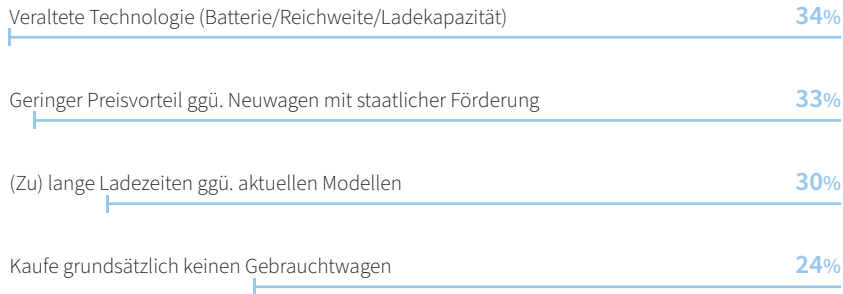 Veraltete Technologie (Batterie/Reichweite/Ladekapazität) 34%
Geringer Preisvorteil ggü. Neuwagen mit staatlicher Förderung 33%
(Zu) lange Ladezeiten ggü. aktuellen Modellen 30%
Kaufe grundsätzlich keinen Gebrauchtwagen 24%